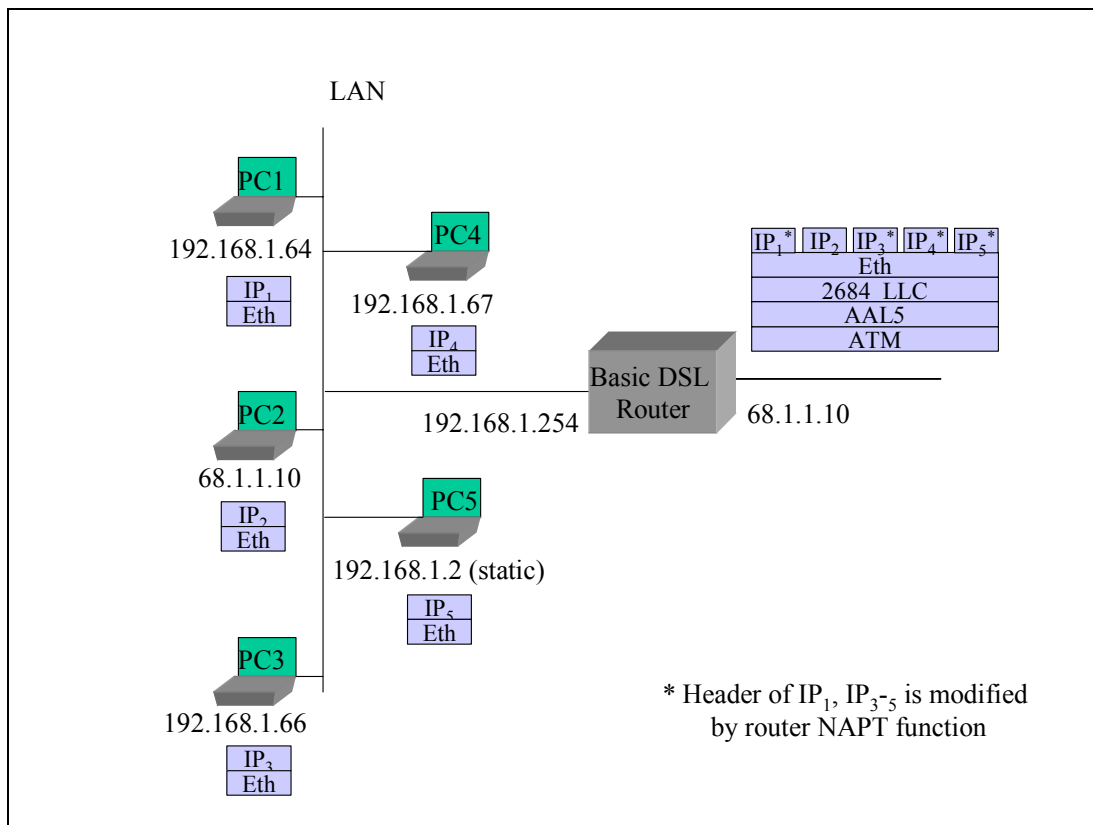 LAN
PC1
192.168.1.64
IP₁
Eth
PC4
192.168.1.67
IP₄
Eth
IP₁* IP₂ IP₃* IP₄* IP₅*
Eth
2684 LLC
AAL5
ATM
Basic DSL
Router
192.168.1.254
68.1.1.10
PC2
68.1.1.10
IP₂
Eth
PC5
192.168.1.2 (static)
IP₅
Eth
PC3
192.168.1.66
IP₃
Eth
* Header of IP₁, IP₃-₅ is modified
by router NAPT function